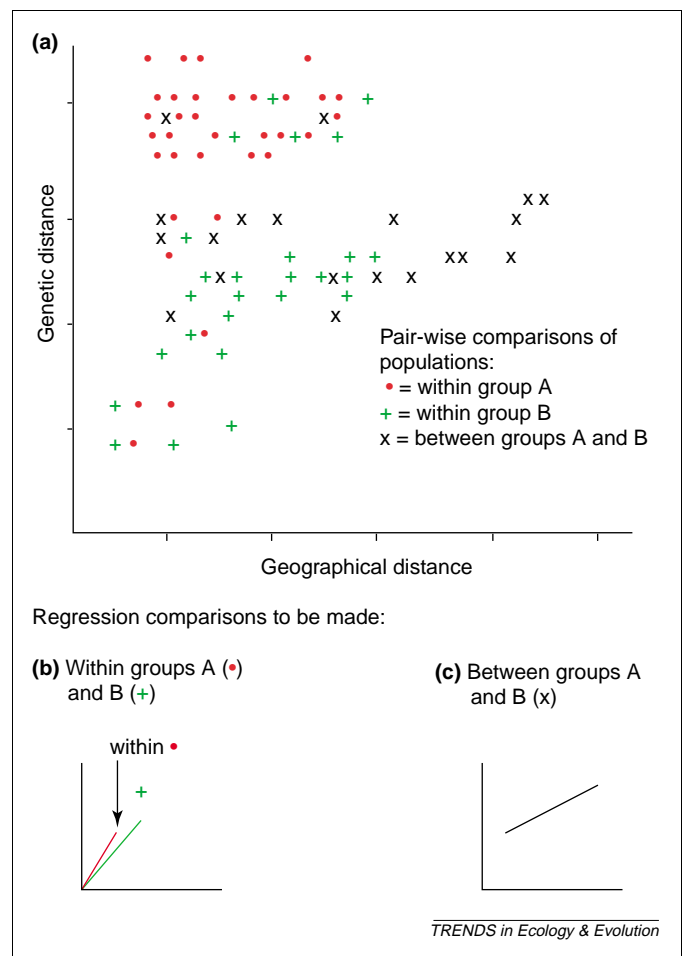 (a)
Genetic distance
Pair-wise comparisons of
populations:
• = within group A
+ = within group B
x = between groups A and B
Geographical distance
Regression comparisons to be made:
(b) Within groups A (•)
and B (+)
within •
+
(c) Between groups A
and B (x)
TRENDS in Ecology & Evolution